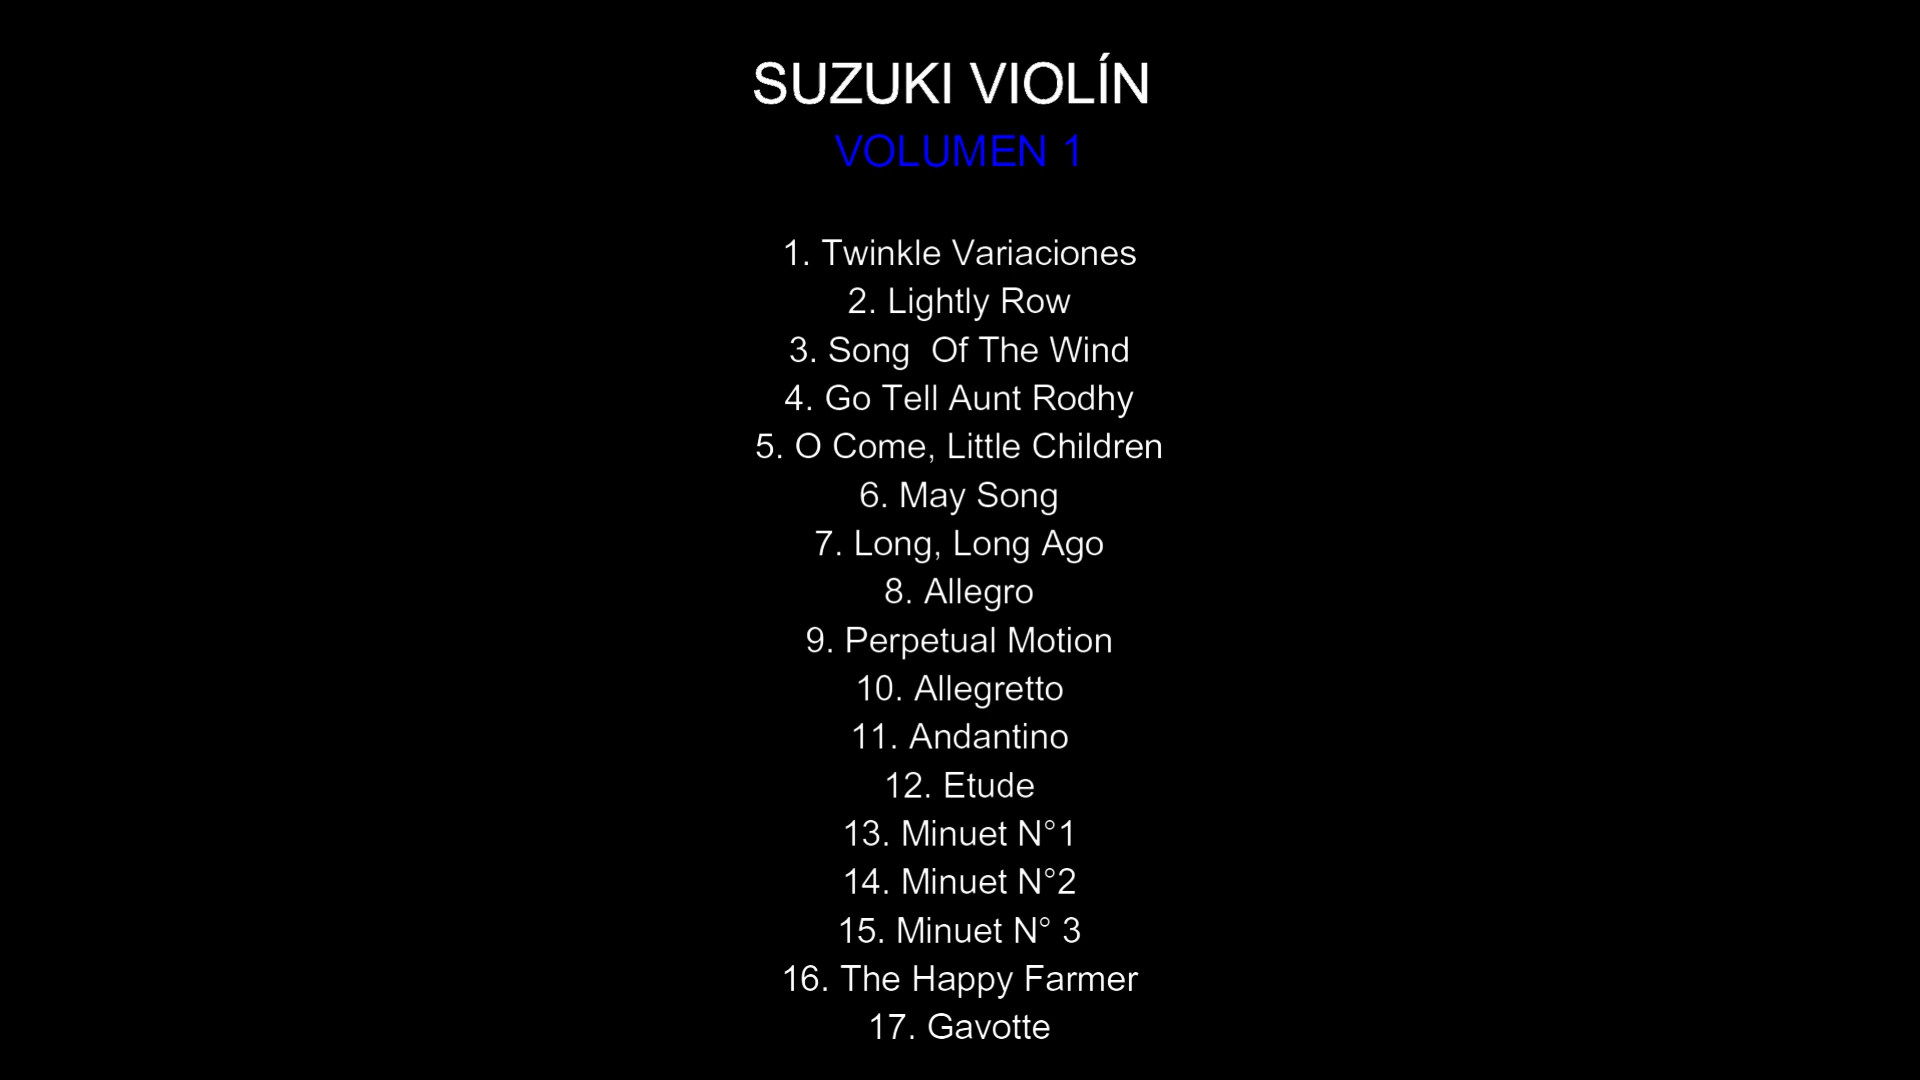 SUZUKI VIOLÍN
VOLUMEN 1
1. Twinkle Variaciones
2. Lightly Row
3. Song  Of The Wind
4. Go Tell Aunt Rodhy
5. O Come, Little Children
6. May Song
7. Long, Long Ago
8. Allegro
9. Perpetual Motion
10. Allegretto
11. Andantino
12. Etude
13. Minuet N°1
14. Minuet N°2
15. Minuet N° 3
16. The Happy Farmer
17. Gavotte